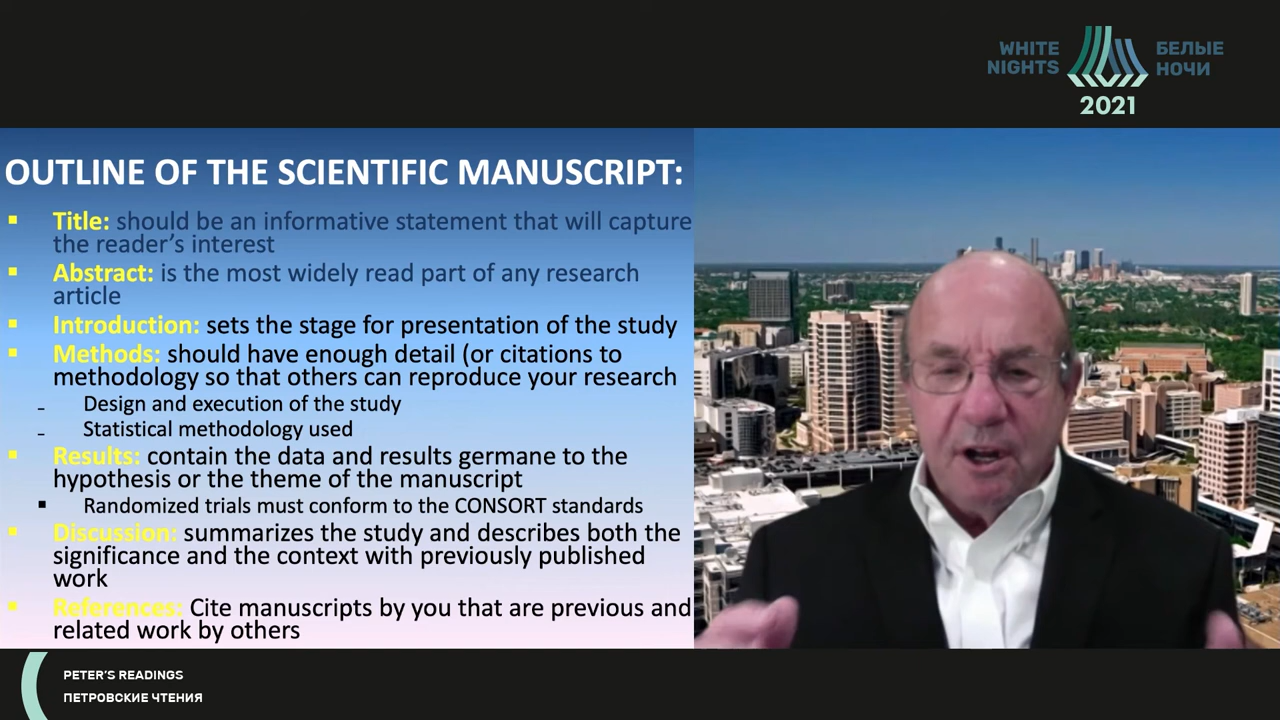 WHITE
NIGHTS
БЕЛЫЕ
НОЧИ
2021
OUTLINE OF THE SCIENTIFIC MANUSCRIPT:
▪ Title: should be an informative statement that will capture
the reader’s interest
▪ Abstract: is the most widely read part of any research
article
▪ Introduction: sets the stage for presentation of the study
▪ Methods: should have enough detail (or citations to
methodology so that others can reproduce your research
– Design and execution of the study
– Statistical methodology used
▪ Results: contain the data and results germane to the
hypothesis or the theme of the manuscript
▪ Randomized trials must conform to the CONSORT standards
▪ Discussion: summarizes the study and describes both the
significance and the context with previously published
work
▪ References: Cite manuscripts by you that are previous and
related work by others
PETER’S READINGS
ПЕТРОВСКИЕ ЧТЕНИЯ